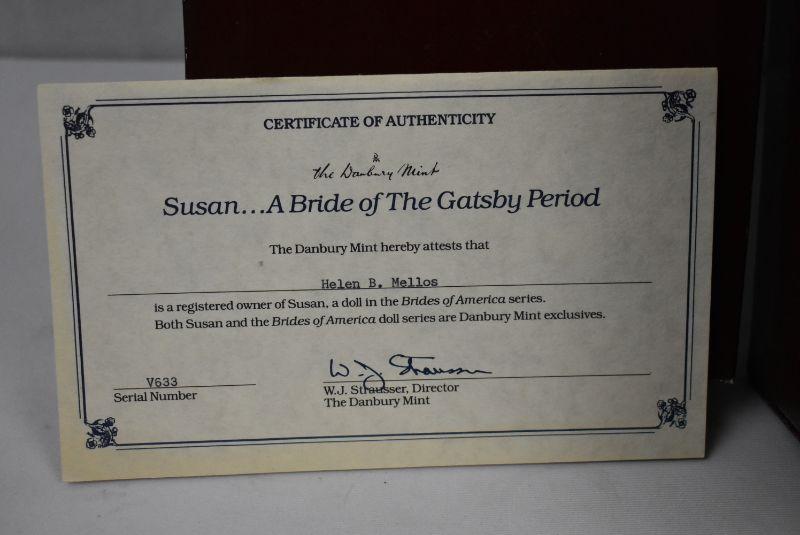 CERTIFICATE OF AUTHENTICITY
the Danbury Mint
Susan...A Bride of The Gatsby Period
The Danbury Mint hereby attests that
Helen B. Mellos
is a registered owner of Susan, a doll in the Brides of America series.
Both Susan and the Brides of America doll series are Danbury Mint exclusives.
W.J. Strausser
V633
Serial Number
W.J. Strausser, Director
The Danbury Mint